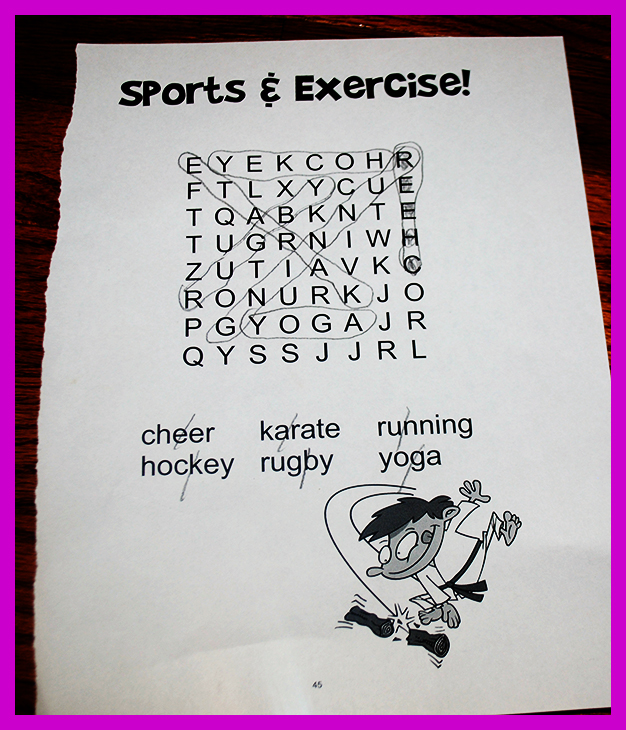 Sports & Exercise!
E Y E K C O H R
F T L X Y C U E
T Q A B K N T E
T U G R N I W H
Z U T I A V K C
R O N U R K J O
P G Y O G A J R
Q Y S S J J R L
cheer karate running
hockey rugby yoga
45